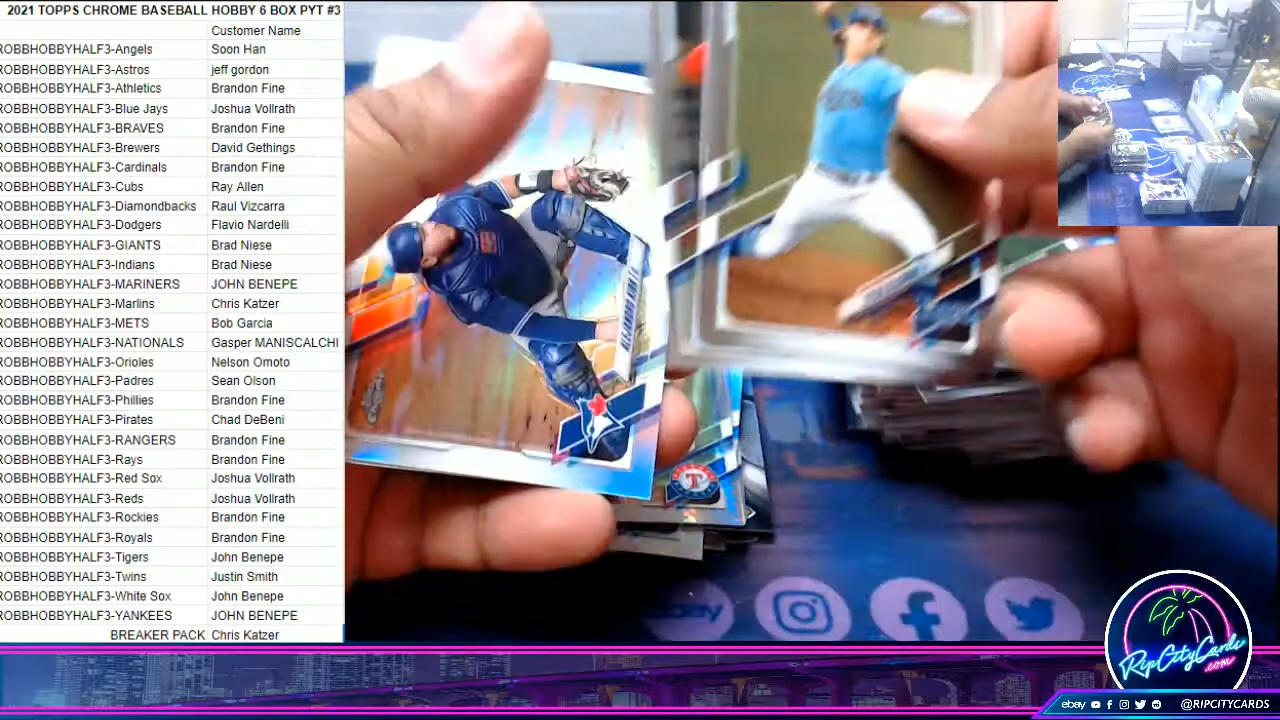 2021 TOPPS CHROME BASEBALL HOBBY 6 BOX PYT #3
Customer Name
ROBBHOBBYHALF3-Angels Soon Han
ROBBHOBBYHALF3-Astros jeff gordon
ROBBHOBBYHALF3-Athletics Brandon Fine
ROBBHOBBYHALF3-Blue Jays Joshua Vollrath
ROBBHOBBYHALF3-BRAVES Brandon Fine
ROBBHOBBYHALF3-Brewers David Gethings
ROBBHOBBYHALF3-Cardinals Brandon Fine
ROBBHOBBYHALF3-Cubs Ray Allen
ROBBHOBBYHALF3-Diamondbacks Raul Vizcarra
ROBBHOBBYHALF3-Dodgers Flavio Nardelli
ROBBHOBBYHALF3-GIANTS Brad Niese
ROBBHOBBYHALF3-Indians Brad Niese
ROBBHOBBYHALF3-MARINERS JOHN BENEPE
ROBBHOBBYHALF3-Marlins Chris Katzer
ROBBHOBBYHALF3-METS Bob Garcia
ROBBHOBBYHALF3-NATIONALS Gasper MANISCALCHI
ROBBHOBBYHALF3-Orioles Nelson Omoto
ROBBHOBBYHALF3-Padres Sean Olson
ROBBHOBBYHALF3-Phillies Brandon Fine
ROBBHOBBYHALF3-Pirates Chad DeBeni
ROBBHOBBYHALF3-RANGERS Brandon Fine
ROBBHOBBYHALF3-Rays Brandon Fine
ROBBHOBBYHALF3-Red Sox Joshua Vollrath
ROBBHOBBYHALF3-Reds Joshua Vollrath
ROBBHOBBYHALF3-Rockies Brandon Fine
ROBBHOBBYHALF3-Royals Brandon Fine
ROBBHOBBYHALF3-Tigers John Benepe
ROBBHOBBYHALF3-Twins Justin Smith
ROBBHOBBYHALF3-White Sox John Benepe
ROBBHOBBYHALF3-YANKEES JOHN BENEPE
BREAKER PACK Chris Katzer
ebay
RipCityCards
.com
ebay @RIPCITYCARDS